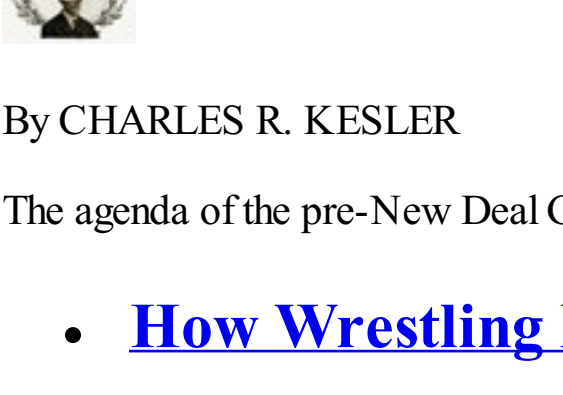 By CHARLES R. KESLER
The agenda of the pre-New Deal
How Wrestling